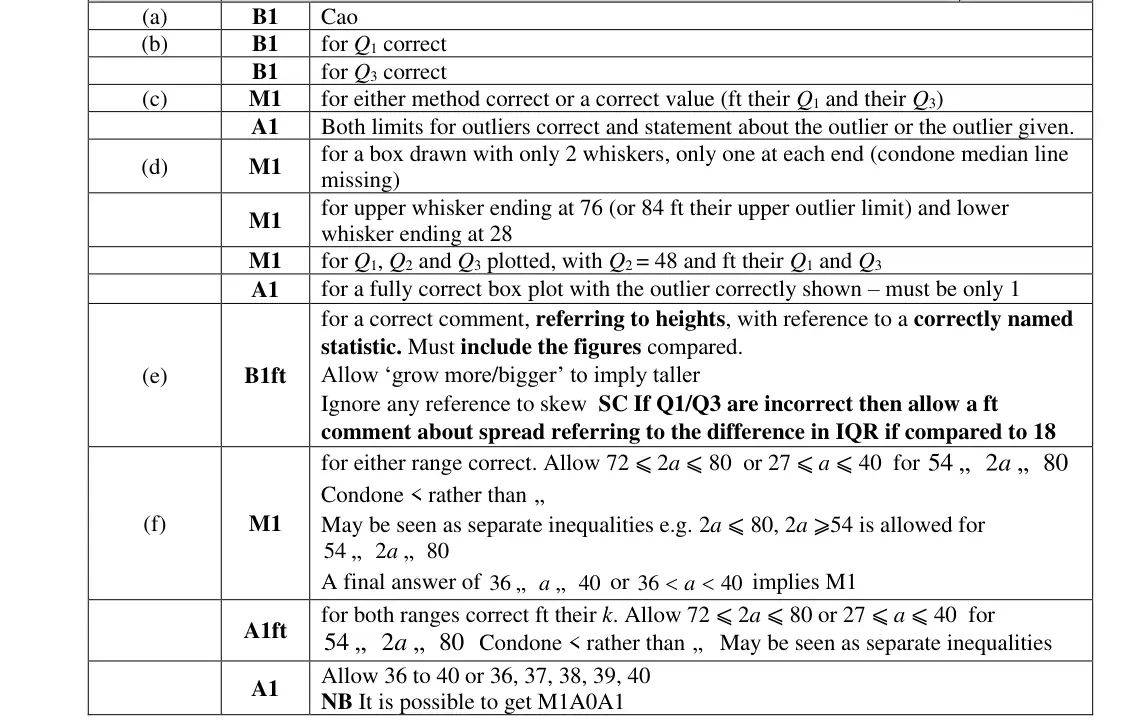 (a) B1 Cao
(b) B1 for Q1 correct
B1 for Q3 correct
(c) M1 for either method correct or a correct value (ft their Q1 and their Q3)
A1 Both limits for outliers correct and statement about the outlier or the outlier given.
(d) M1 for a box drawn with only 2 whiskers, only one at each end (condone median line
missing)
M1 for upper whisker ending at 76 (or 84 ft their upper outlier limit) and lower
whisker ending at 28
M1 for Q1, Q2 and Q3 plotted, with Q2 = 48 and ft their Q1 and Q3
A1 for a fully correct box plot with the outlier correctly shown – must be only 1
(e) B1ft for a correct comment, referring to heights, with reference to a correctly named
statistic. Must include the figures compared.
Allow ‘grow more/bigger’ to imply taller
Ignore any reference to skew SC If Q1/Q3 are incorrect then allow a ft
comment about spread referring to the difference in IQR if compared to 18
(f) M1 for either range correct. Allow 72 ⩽ 2a ⩽ 80 or 27 ⩽ a ⩽ 40 for 54 „ 2a „ 80
Condone < rather than „
May be seen as separate inequalities e.g. 2a ⩽ 80, 2a ⩾54 is allowed for
54 „ 2a „ 80
A final answer of 36 „ a „ 40 or 36 < a < 40 implies M1
A1ft for both ranges correct ft their k. Allow 72 ⩽ 2a ⩽ 80 or 27 ⩽ a ⩽ 40 for
54 „ 2a „ 80 Condone < rather than „ May be seen as separate inequalities
A1 Allow 36 to 40 or 36, 37, 38, 39, 40
NB It is possible to get M1A0A1